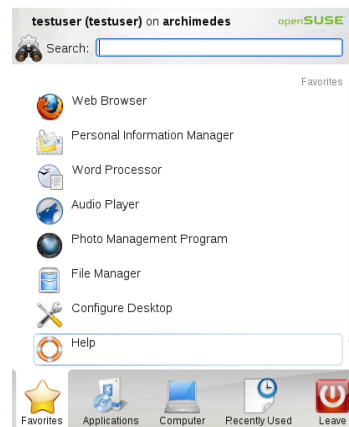 testuser (testuser) on archimedes openSUSE
Search:
Favorites
Web Browser
Personal Information Manager
Word Processor
Audio Player
Photo Management Program
File Manager
Configure Desktop
Help
Favorites Applications Computer Recently Used Leave